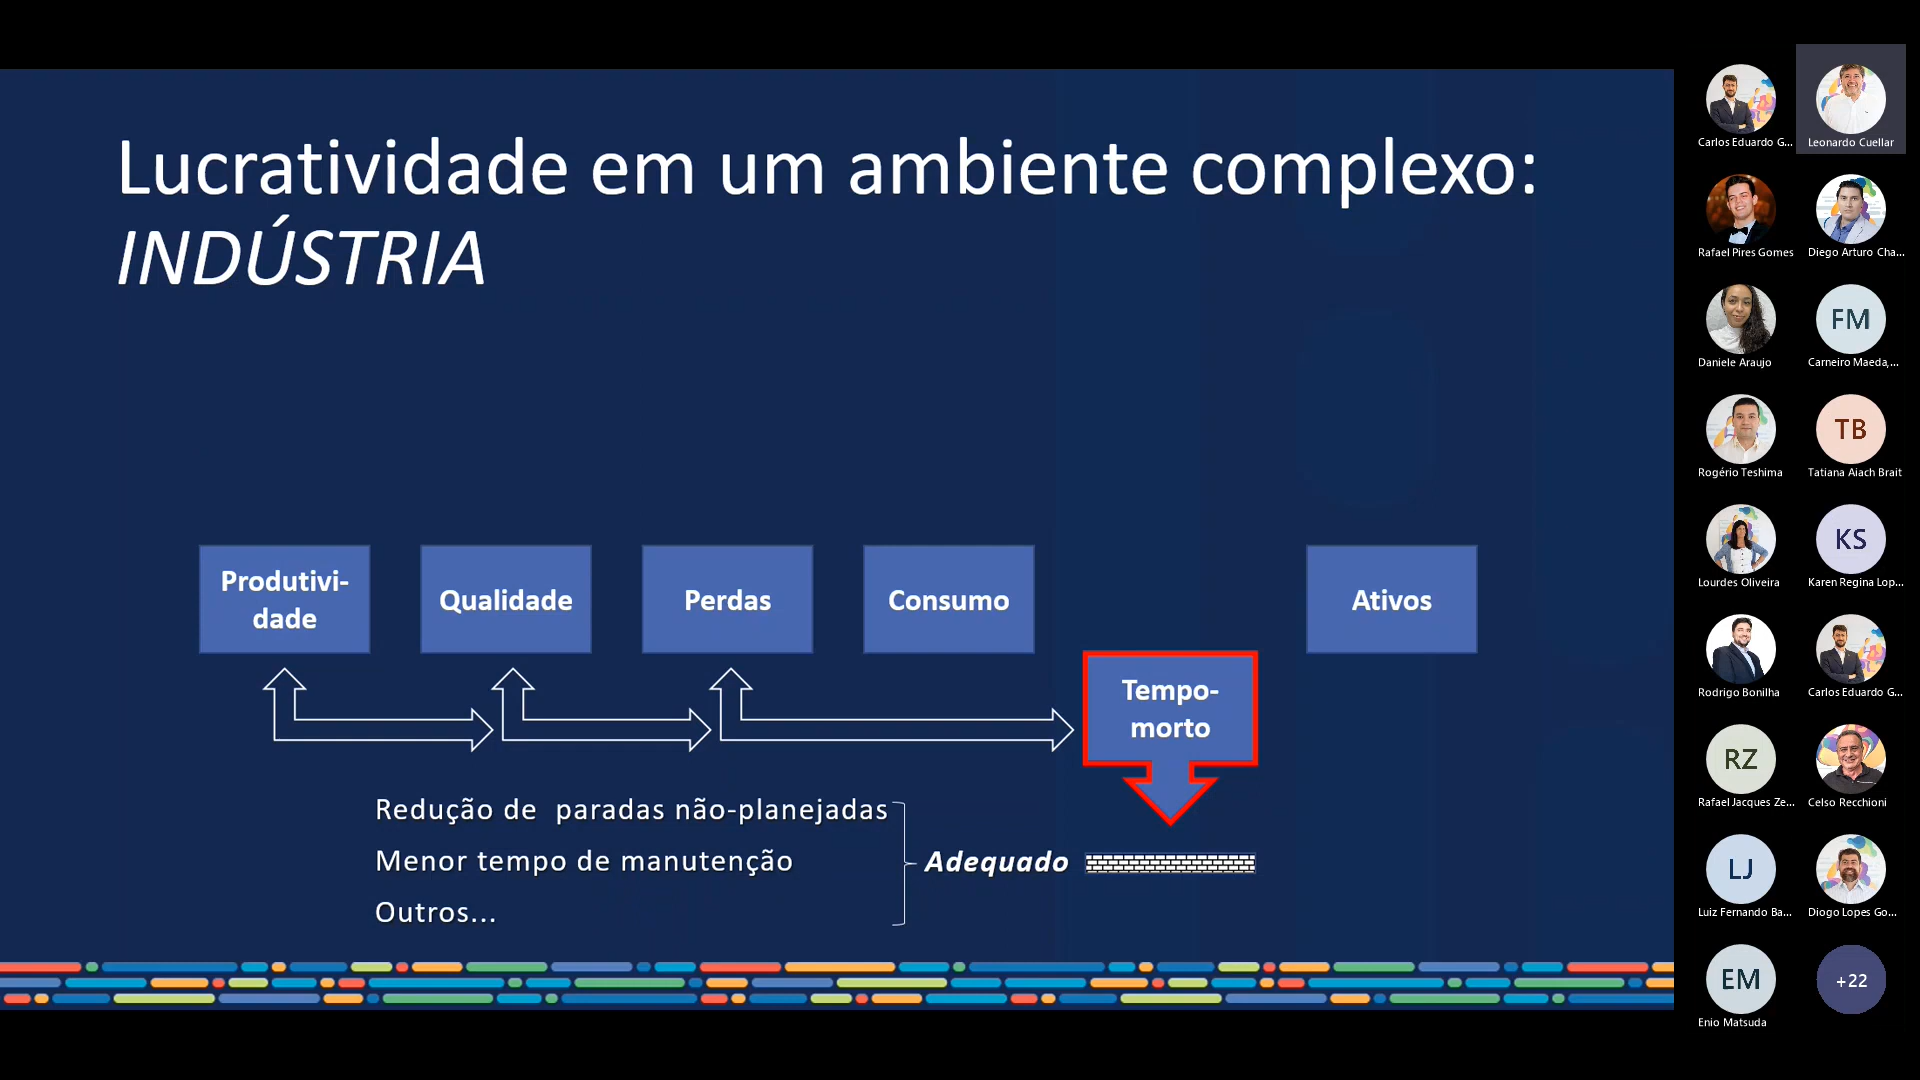 Lucratividade em um ambiente complexo:
INDÚSTRIA
Produtivi-
dade
Qualidade
Perdas
Consumo
Tempo-
morto
Ativos
Redução de paradas não-planejadas
Menor tempo de manutenção
Outros...
Adequado
Carlos Eduardo G...
Leonardo Cuellar
Rafael Pires Gomes
Diego Arturo Cha...
Daniele Araujo
FM
Carneiro Maeda,...
Rogério Teshima
TB
Tatiana Aiach Brait
Lourdes Oliveira
KS
Karen Regina Lop...
Rodrigo Bonilha
Carlos Eduardo G...
RZ
Rafael Jacques Ze...
Celso Recchioni
LJ
Luiz Fernando Ba...
Diogo Lopes Go...
EM
Enio Matsuda
+22